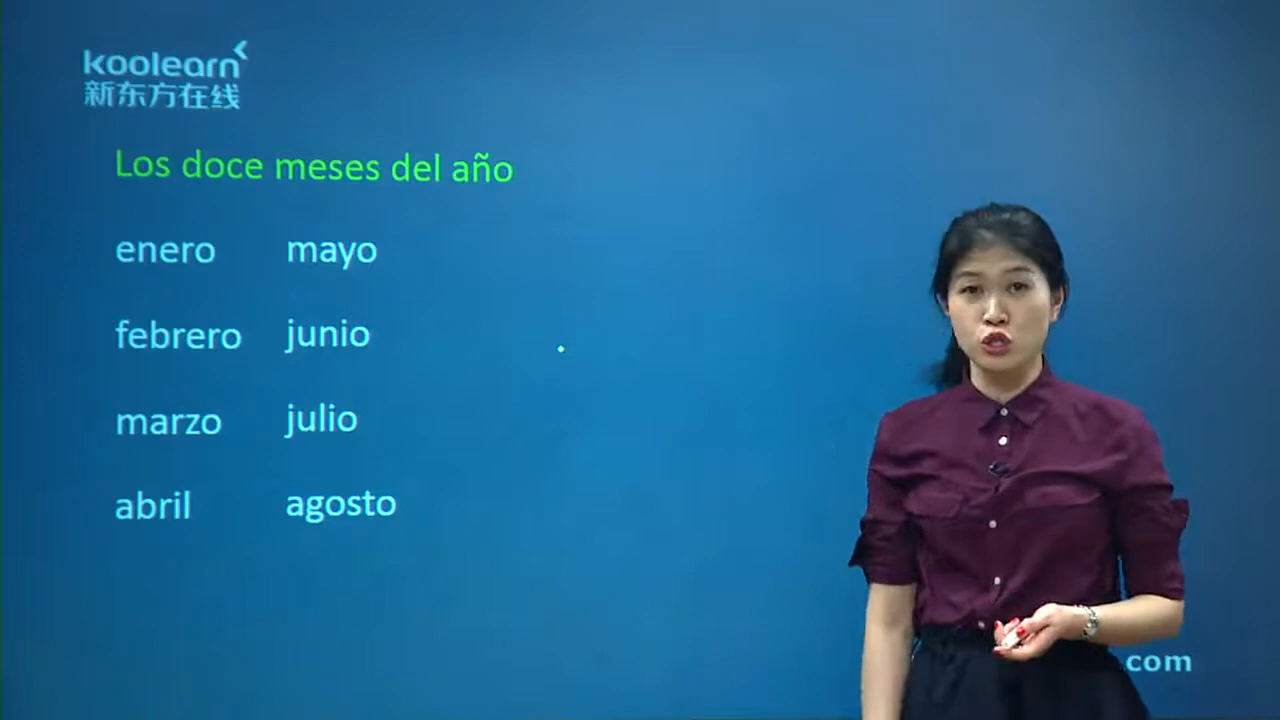 koolearn
新东方在线
Los doce meses del año
enero mayo
febrero junio
marzo julio
abril agosto
.com